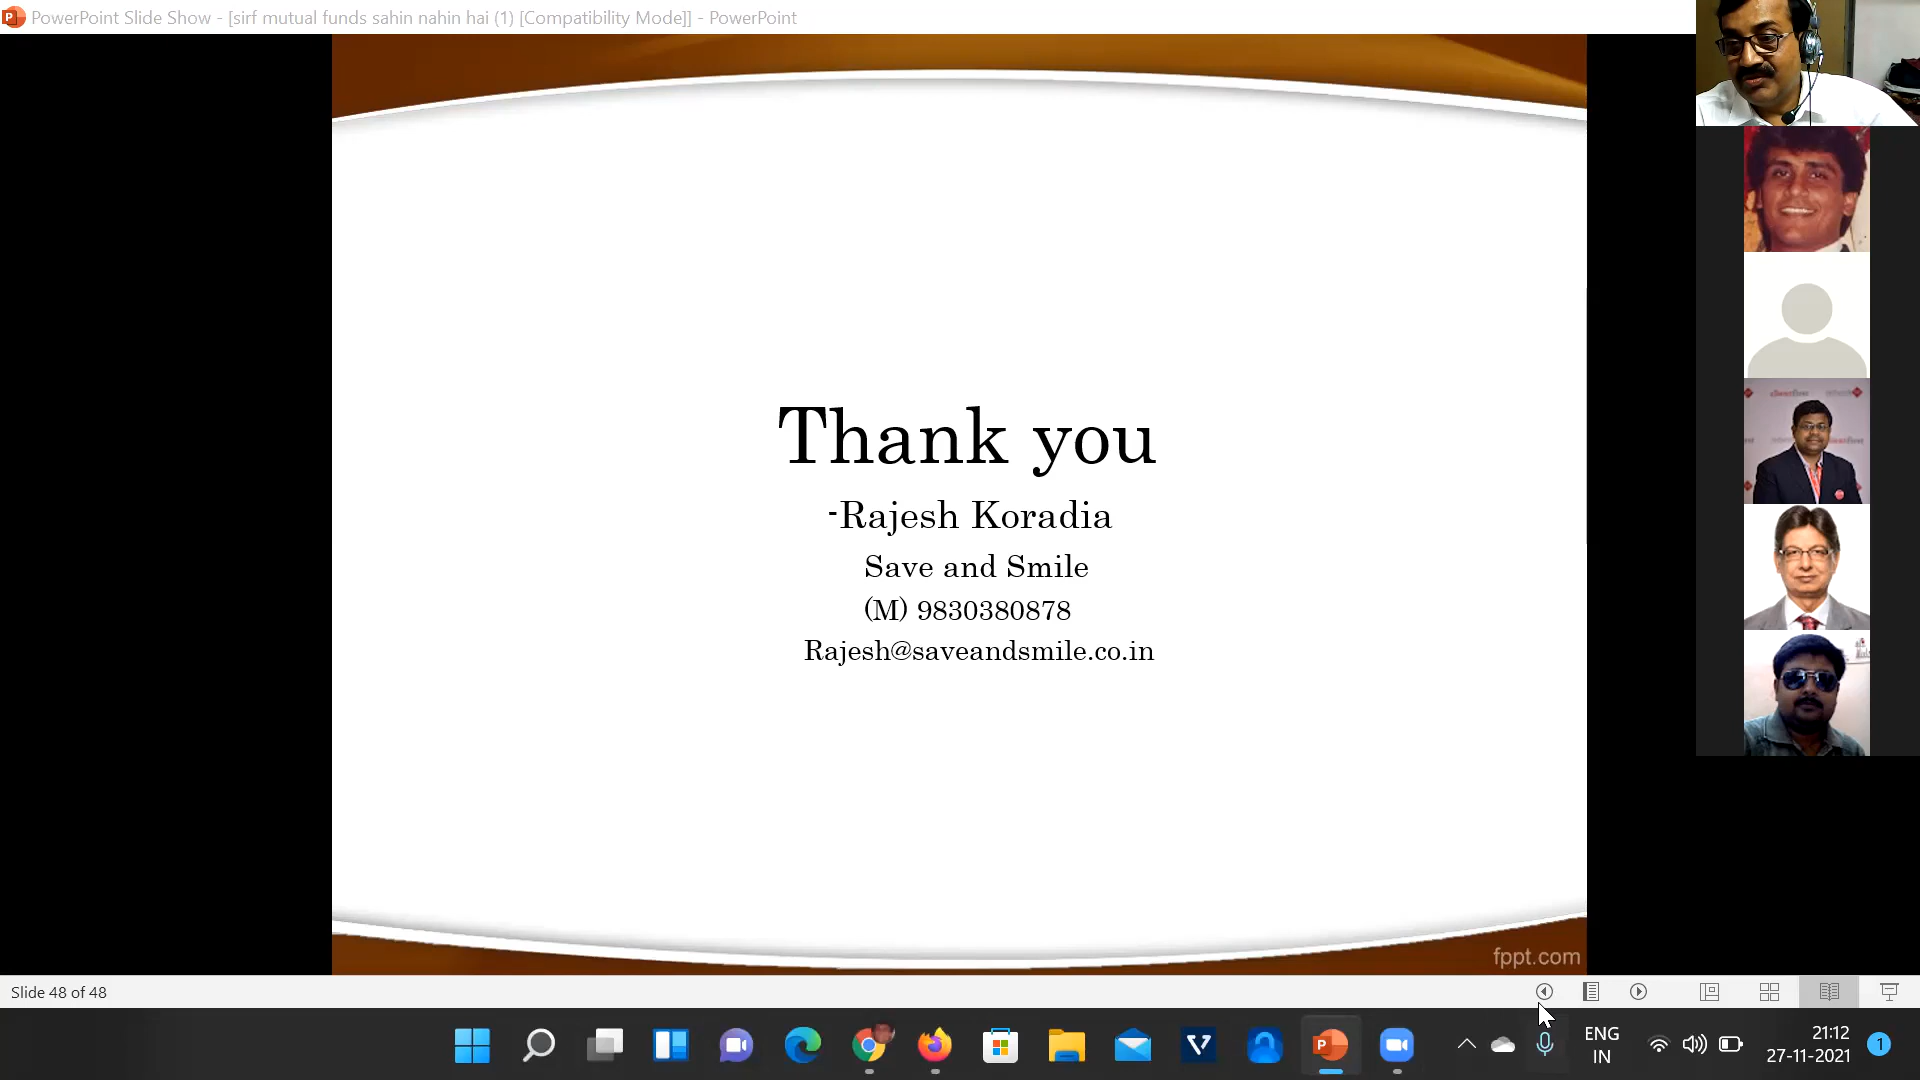 PowerPoint Slide Show - [sirf mutual funds sahin nahin hai (1) [Compatibility Mode]] - PowerPoint
Thank you
-Rajesh Koradia
Save and Smile
(M) 9830380878
Rajesh@saveandsmile.co.in
fppt.com
Slide 48 of 48
ENG
IN
21:12
27-11-2021
1